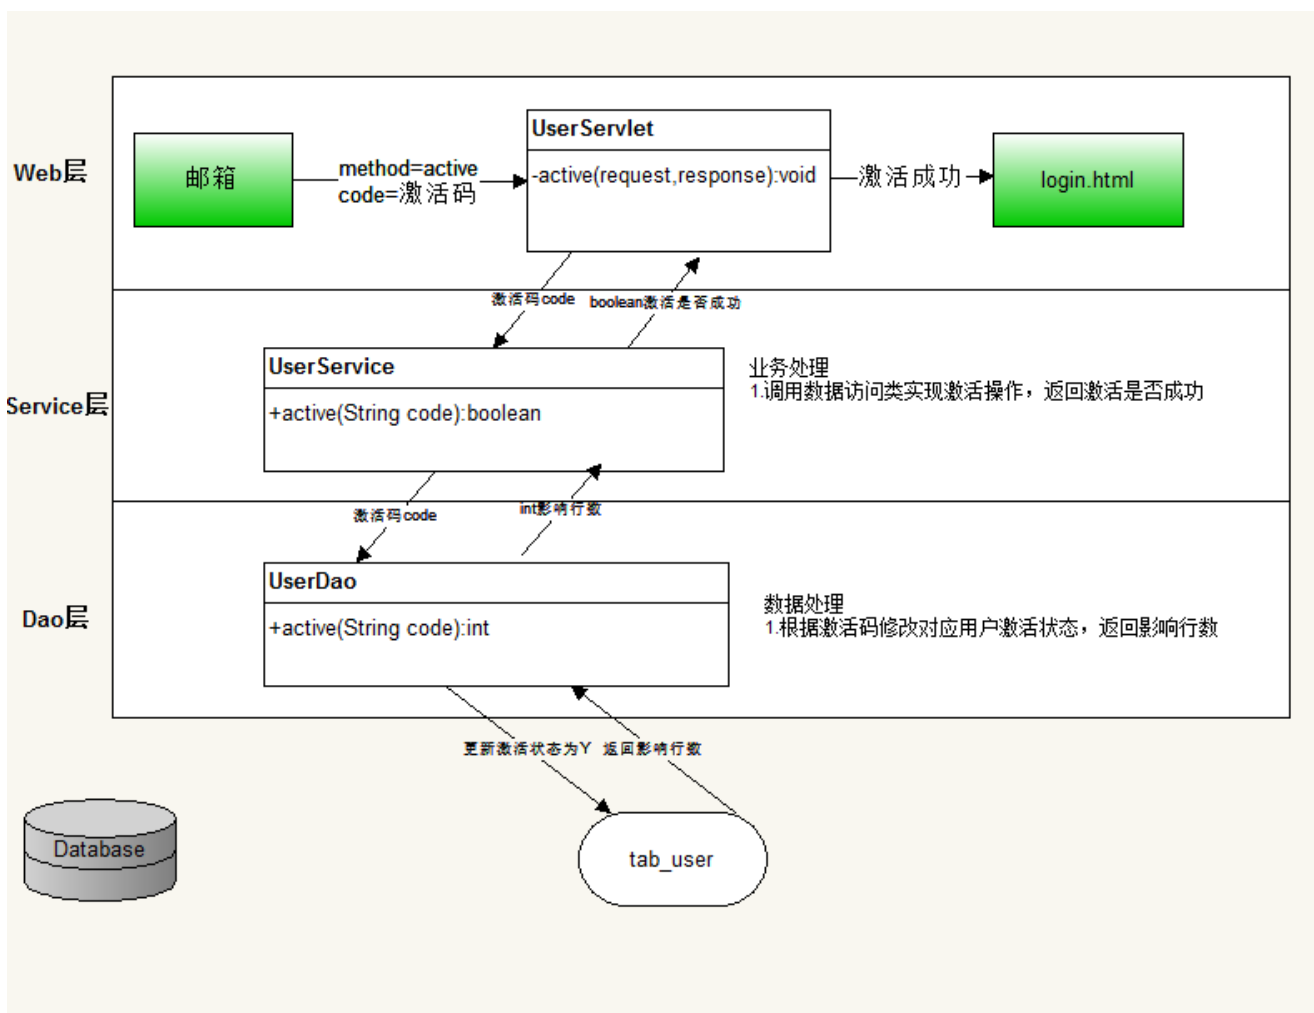 Web层
邮箱
method=active
code=激活码
UserServlet
-active(request,response):void
激活成功
login.html
激活码code
boolean激活是否成功
Service层
UserService
+active(String code):boolean
业务处理
1.调用数据访问类实现激活操作，返回激活是否成功
激活码code
int影响行数
Dao层
UserDao
+active(String code):int
数据处理
1.根据激活码修改对应用户激活状态，返回影响行数
更新激活状态为Y
返回影响行数
Database
tab_user